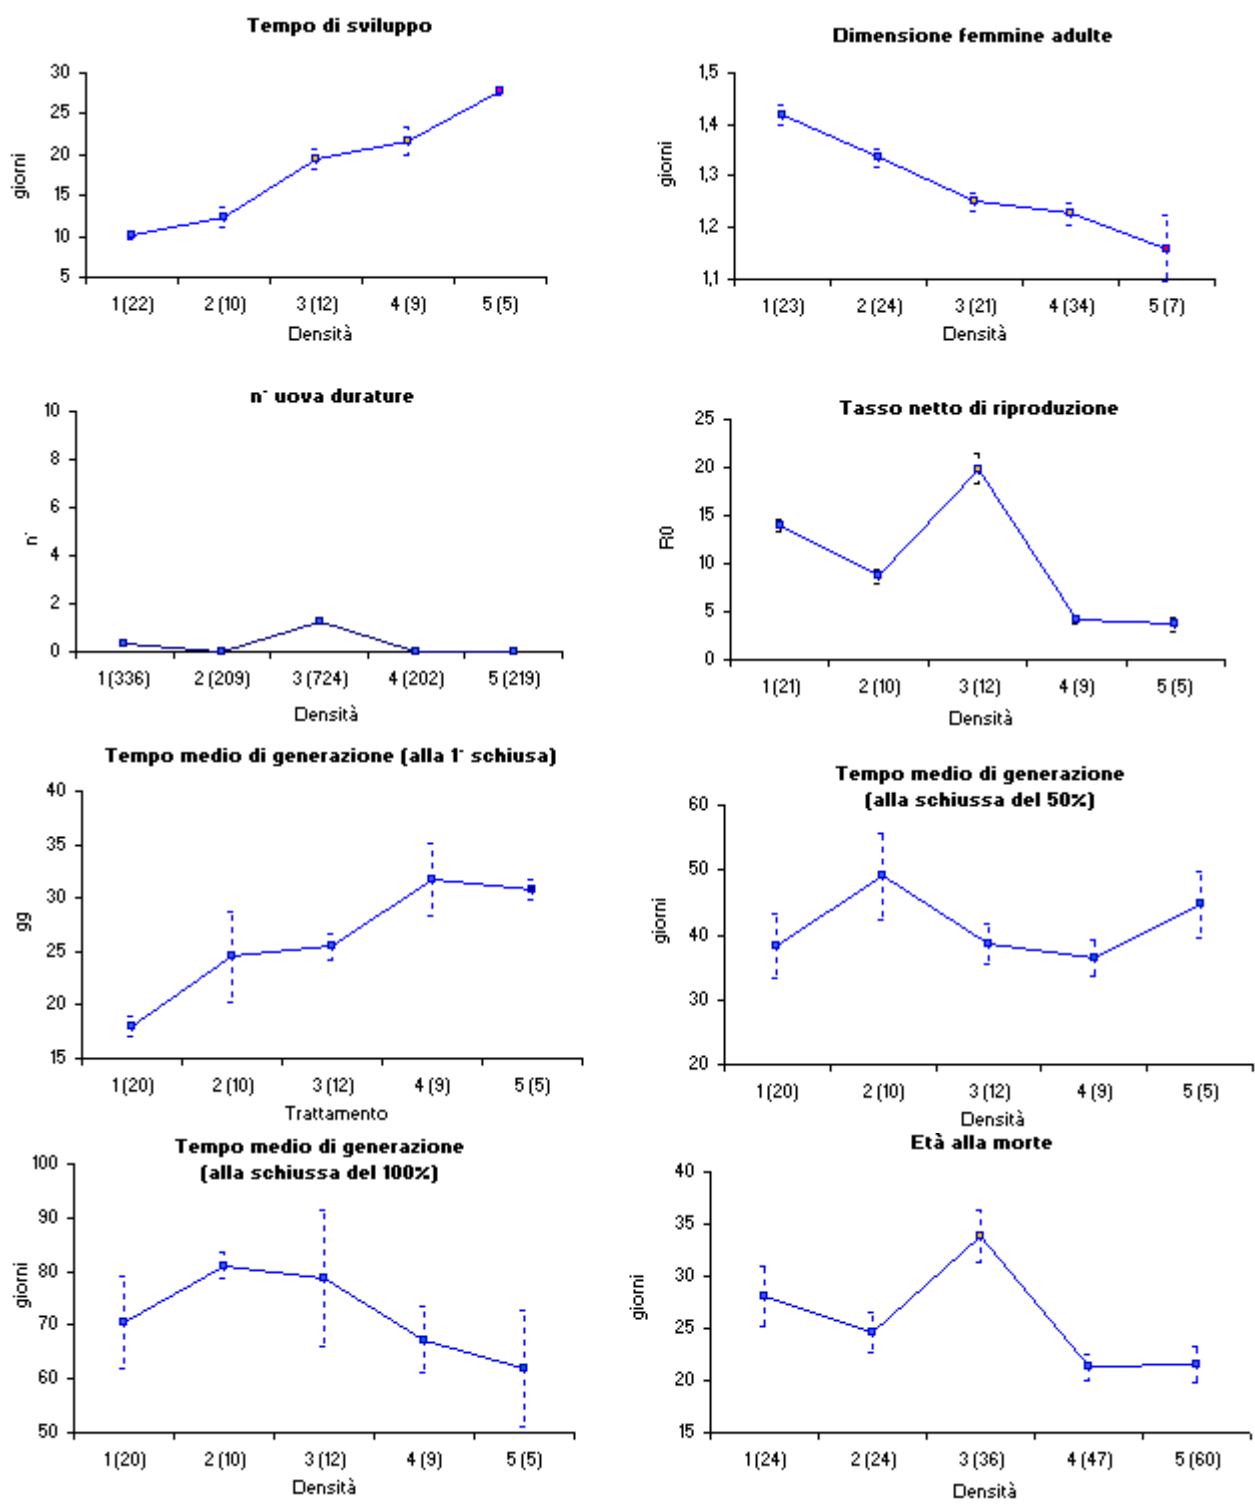 Tempo di sviluppo
30
25
20
15
10
5
giorni
1 (22) 2 (10) 3 (12) 4 (9) 5 (5)
Densità
Dimensione femmine adulte
1,5
1,4
1,3
1,2
1,1
giorni
1 (23) 2 (24) 3 (21) 4 (34) 5 (7)
Densità
n° uova durature
10
8
6
4
2
0
n°
1 (336) 2 (209) 3 (724) 4 (202) 5 (219)
Densità
Tasso netto di riproduzione
25
20
15
10
5
0
R0
1 (21) 2 (10) 3 (12) 4 (9) 5 (5)
Densità
Tempo medio di generazione (alla 1° schiusa)
40
35
30
25
20
15
gg
1 (20) 2 (10) 3 (12) 4 (9) 5 (5)
Trattamento
Tempo medio di generazione
(alla schiussa del 50%)
60
50
40
30
20
giorni
1 (20) 2 (10) 3 (12) 4 (9) 5 (5)
Densità
Tempo medio di generazione
(alla schiussa del 100%)
100
90
80
70
60
50
giorni
1 (20) 2 (10) 3 (12) 4 (9) 5 (5)
Densità
Età alla morte
40
35
30
25
20
15
giorni
1 (24) 2 (24) 3 (36) 4 (47) 5 (60)
Densità